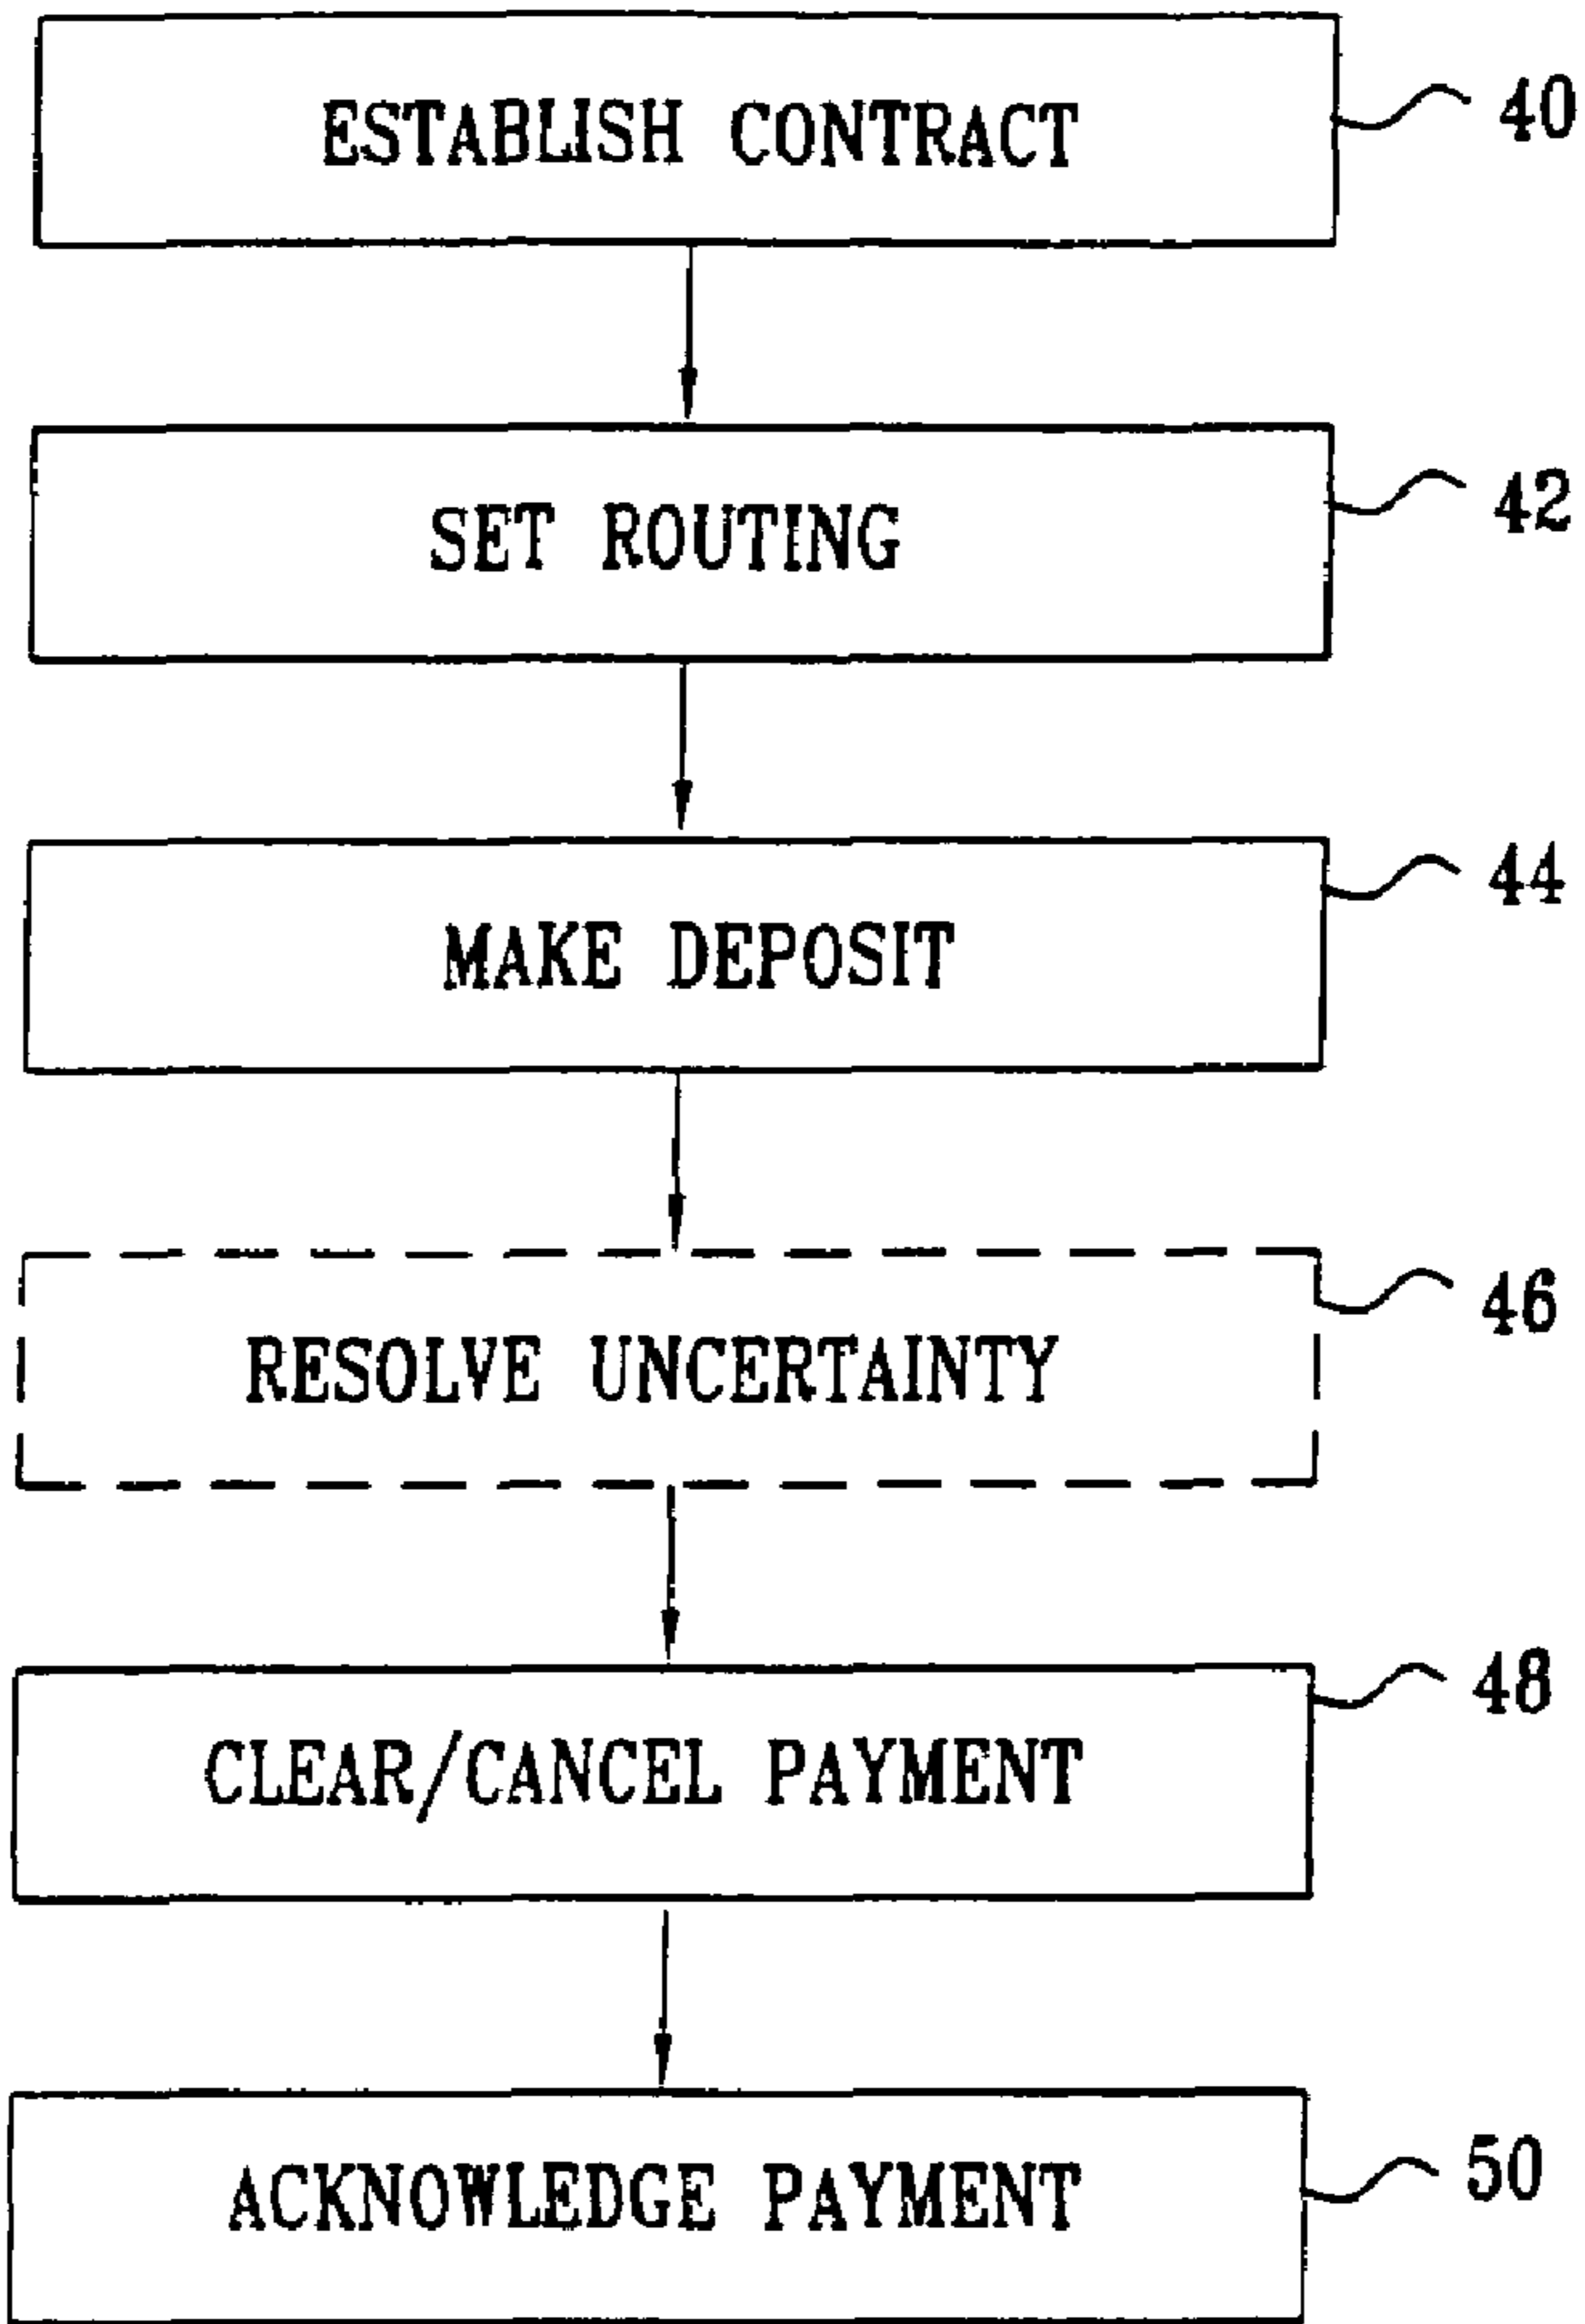 ESTABLISH CONTRACT 40
SET ROUTING 42
MAKE DEPOSIT 44
RESOLVE UNCERTAINTY 46
CLEAR/CANCEL PAYMENT 48
ACKNOWLEDGE PAYMENT 50